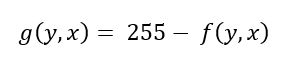 g(y,x) = 255 − f(y,x)